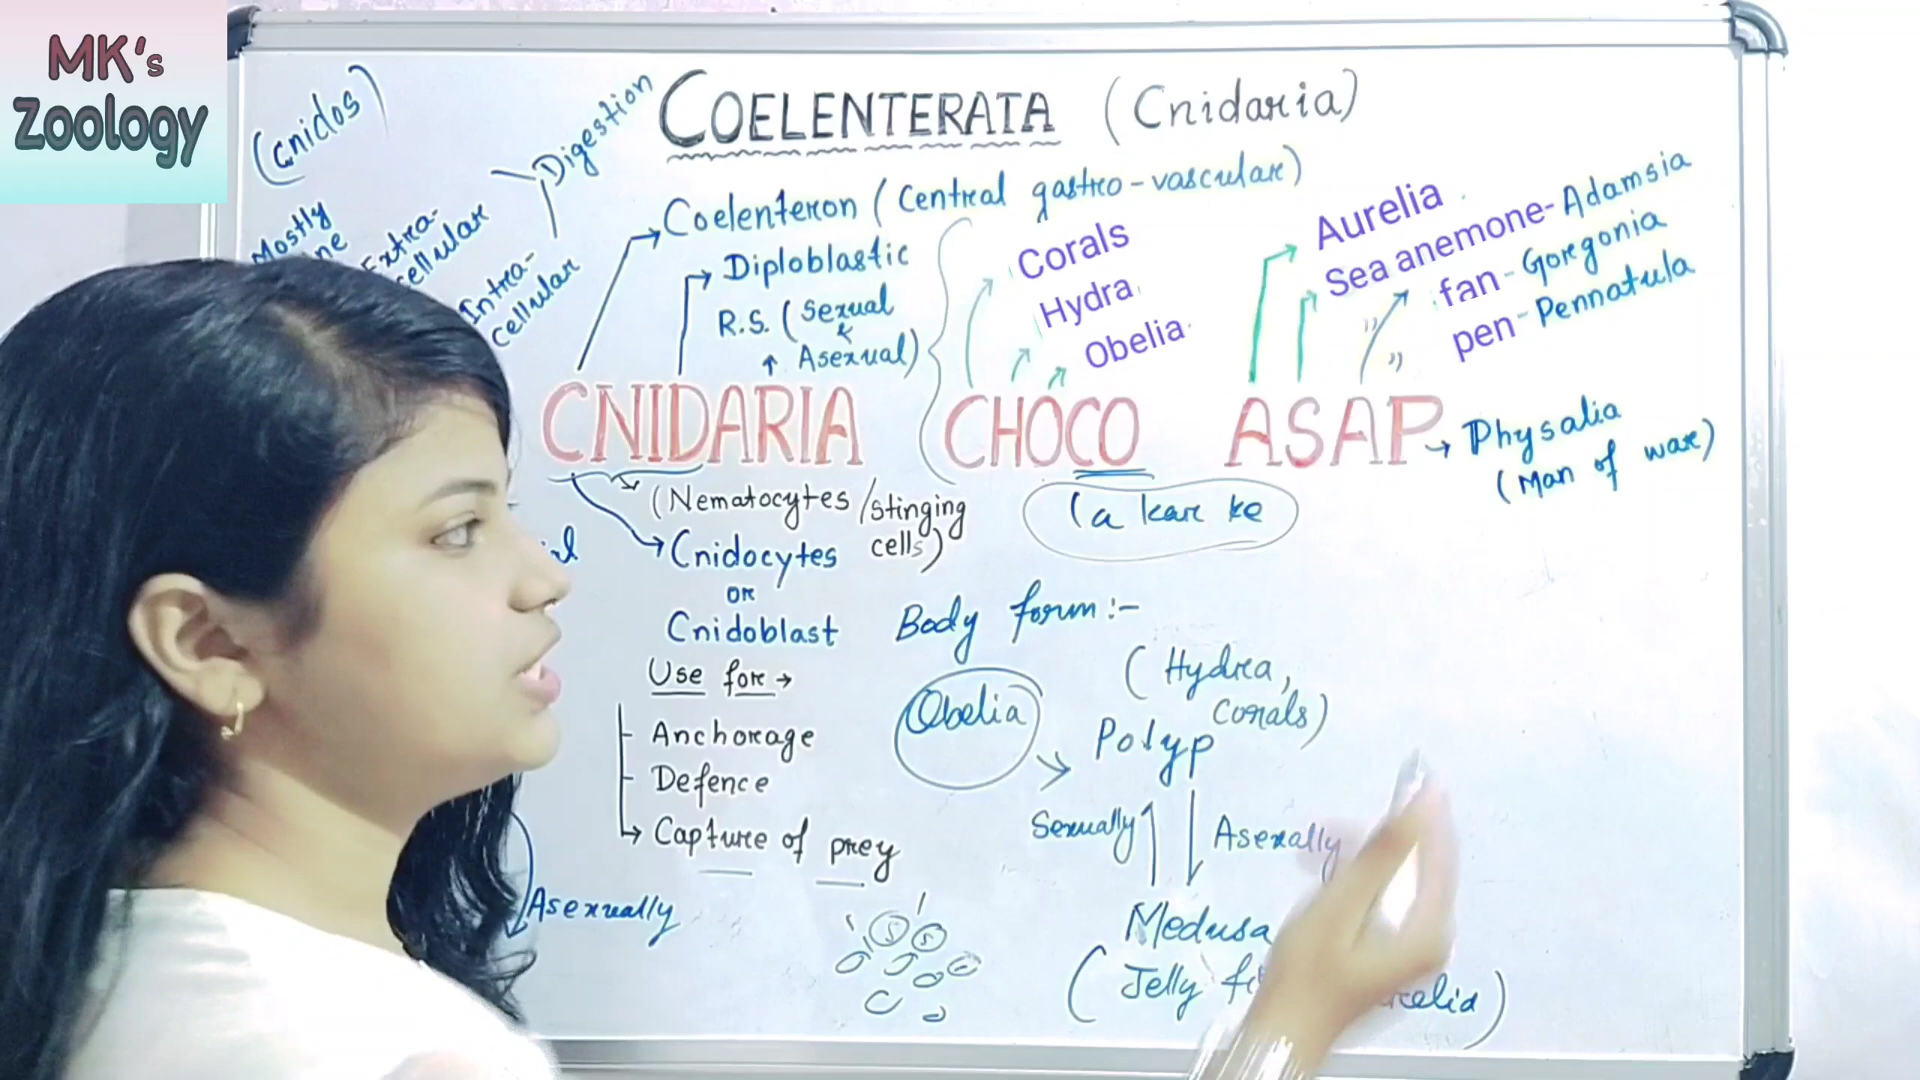 MK's
Zoology
COELENTERATA (Cnidaria)
(cnidos)
Digestion
Mostly
Extra-
cellular
Intra-
cellular
Coelenteron (Central gastro-vascular)
Diploblastic
R.S. (Sexual
&
Asexual)
Corals
Hydra
Obelia
Aurelia
Sea anemone - Adamsia
" fan - Goregonia
" pen - Pennatula
CNIDARIA CHOCO ASAP
Physalia
(Man of war)
(Nematocytes / stinging
cells)
Cnidocytes
or
Cnidoblast
(a kar ke
Use for →
Anchorage
Defence
Capture of prey
Asexually
Body form :-
Obelia
(Hydra,
corals)
Polyp
Sexually
Asexally
Medusa
(Jelly